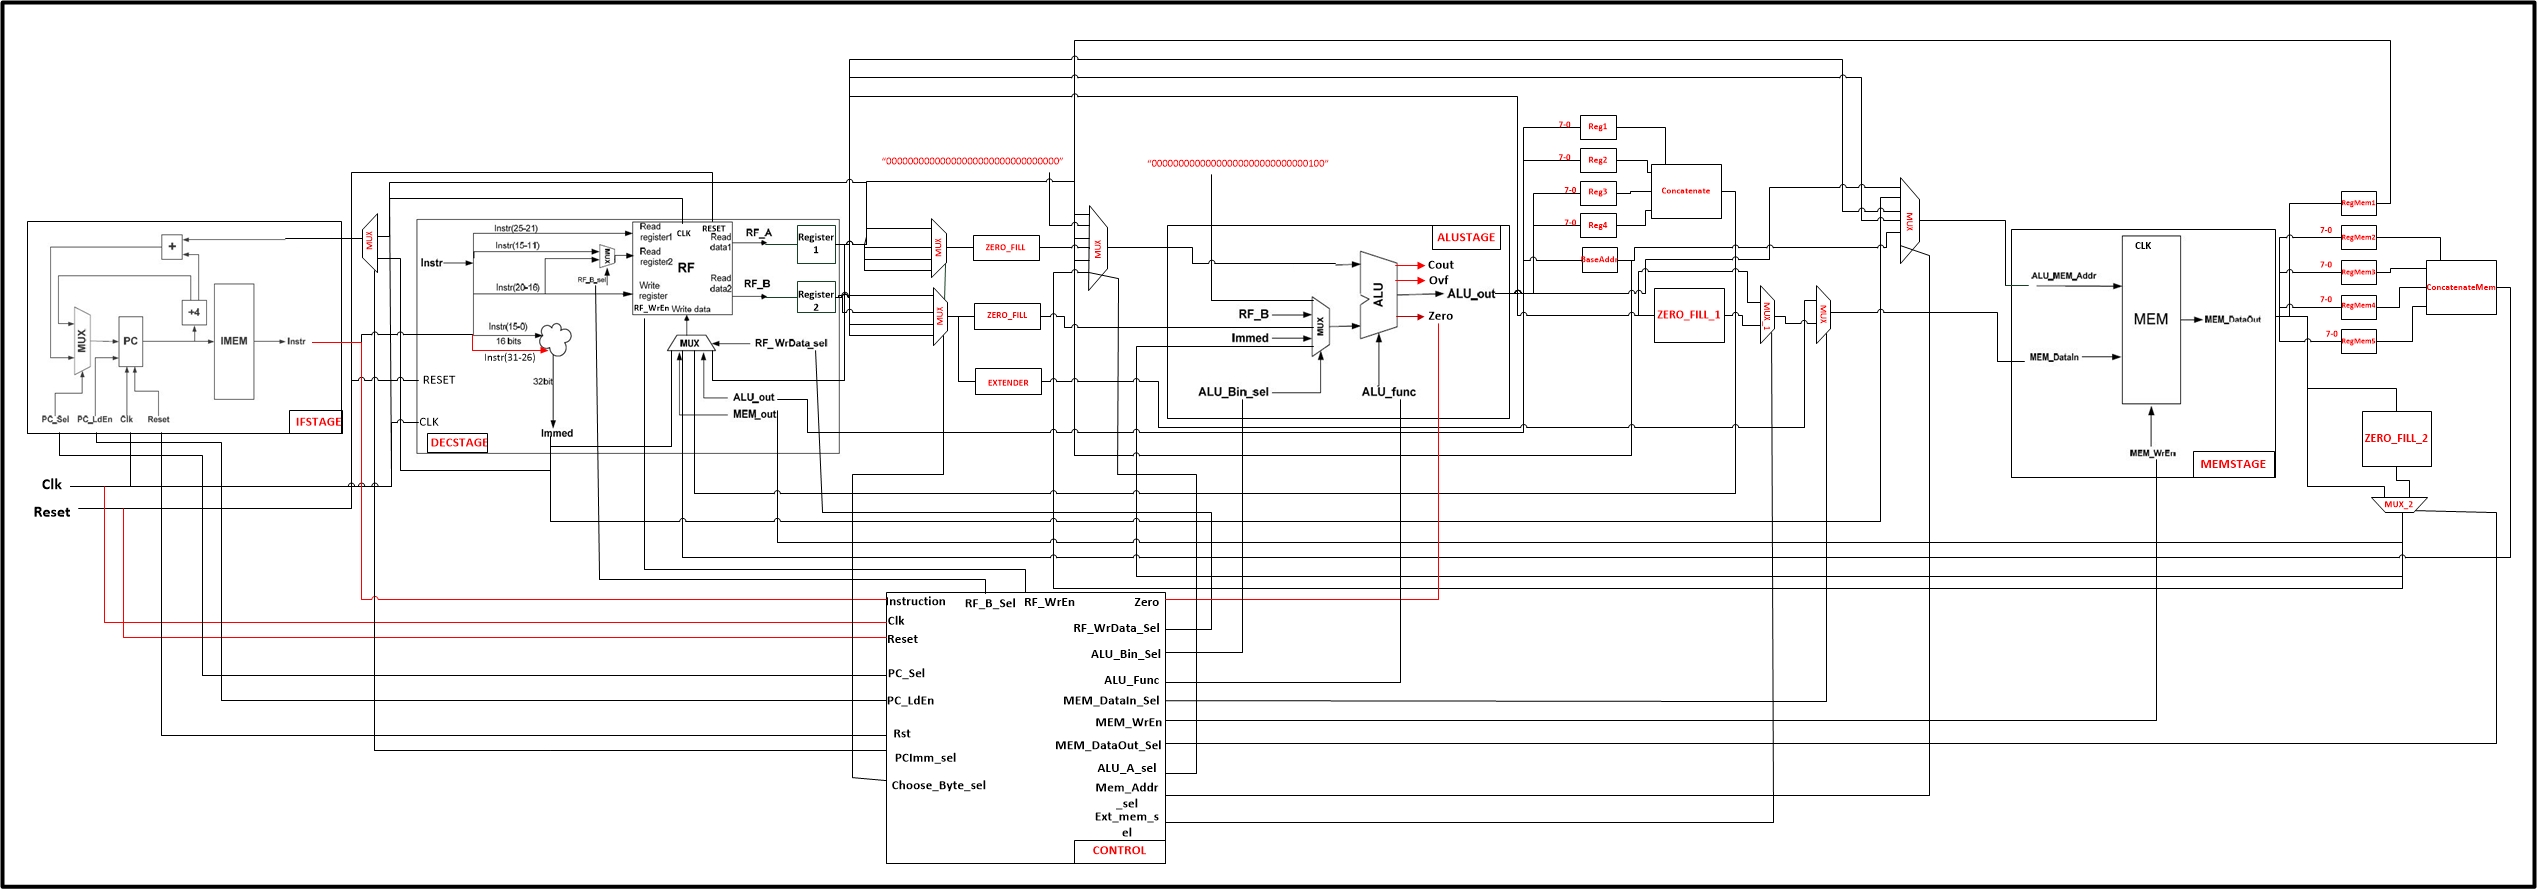 "00000000000000000000000000000000"
"00000000000000000000000000000100"
+
MUX
PC
+4
IMEM
Instr
PC_Sel
PC_LdEn
Clk
Reset
IFSTAGE
MUX
Clk
Reset
Instr
Instr(25-21)
Instr(15-11)
Instr(20-16)
MUX
RF_B_sel
Read
register1
CLK
RESET
Read
data1
Read
register2
RF
Read
data2
Write
register
RF_WrEn
Write data
Instr(15-0)
16 bits
Instr(31-26)
32bit
Immed
MUX
RF_WrData_sel
ALU_out
MEM_out
RESET
CLK
DECSTAGE
RF_A
RF_B
Register
1
Register
2
MUX
MUX
ZERO_FILL
ZERO_FILL
EXTENDER
MUX
ALUSTAGE
RF_B
Immed
MUX
ALU
Cout
Ovf
ALU_out
Zero
ALU_Bin_sel
ALU_func
7-0
Reg1
7-0
Reg2
7-0
Reg3
7-0
Reg4
BaseAddr
Concatenate
ZERO_FILL_1
MUX_1
MUX
MUX
CLK
ALU_MEM_Addr
MEM
MEM_DataOut
MEM_DataIn
MEM_WrEn
MEMSTAGE
RegMem1
7-0
RegMem2
7-0
RegMem3
7-0
RegMem4
7-0
RegMem5
ConcatenateMem
ZERO_FILL_2
MUX_2
Instruction
RF_B_Sel
RF_WrEn
Zero
Clk
Reset
PC_Sel
PC_LdEn
Rst
PCImm_sel
Choose_Byte_sel
RF_WrData_Sel
ALU_Bin_Sel
ALU_Func
MEM_DataIn_Sel
MEM_WrEn
MEM_DataOut_Sel
ALU_A_sel
Mem_Addr
_sel
Ext_mem_s
el
CONTROL